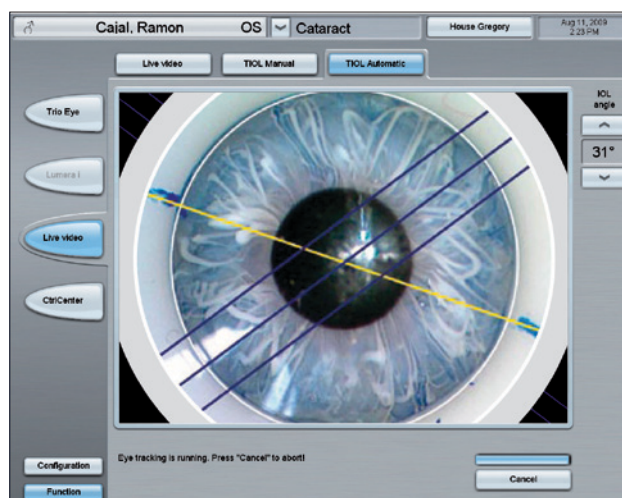 Cajal, Ramon OS Cataract House Gregory Aug 11, 2009
2:23 PM
Live video TIOL Manual TIOL Automatic
IOL
angle
Trio Eye
31°
Lumera I
Live video
CtrlCenter
Eye tracking is running. Press "Cancel" to abort!
Configuration
Cancel
Function